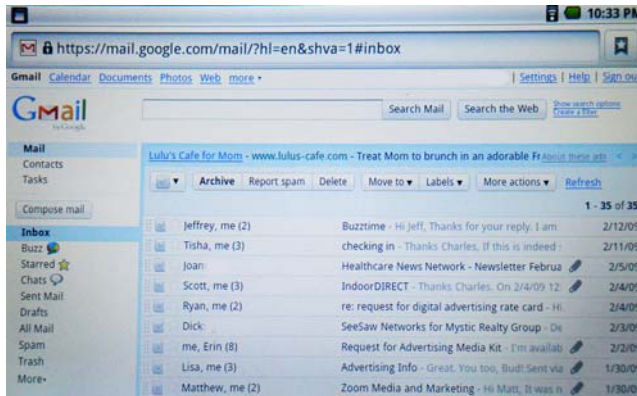 10:33 PM
https://mail.google.com/mail/?hl=en&shva=1#inbox
Gmail Calendar Documents Photos Web more Settings | Help | Sign ou
Gmail by Google Search Mail Search the Web Show search options Create a filter
Mail
Contacts
Tasks
Compose mail
Inbox
Buzz
Starred
Chats
Sent Mail
Drafts
All Mail
Spam
Trash
More
Lulu's Cafe for Mom - www.lulus-cafe.com - Treat Mom to brunch in an adorable Fr About these ads < >
Archive Report spam Delete Move to Labels More actions Refresh
1 - 35 of 35
Jeffrey, me (2) Buzztime - Hi Jeff, Thanks for your reply. I am 2/12/09
Tisha, me (3) checking in - Thanks Charles, If this is indeed 2/11/09
Joan Healthcare News Network - Newsletter Februa 2/5/09
Scott, me (3) IndoorDIRECT - Thanks Charles. On 2/4/09 12 2/4/09
Ryan, me (2) re: request for digital advertising rate card - Hi 2/4/09
Dick SeeSaw Networks for Mystic Realty Group - De 2/3/09
me, Erin (8) Request for Advertising Media Kit - I'm availab 2/2/09
Lisa, me (3) Advertising Info - Great. You too, Bud! Sent via 1/30/09
Matthew, me (2) Zoom Media and Marketing - Hi Matt, It was n 1/30/09